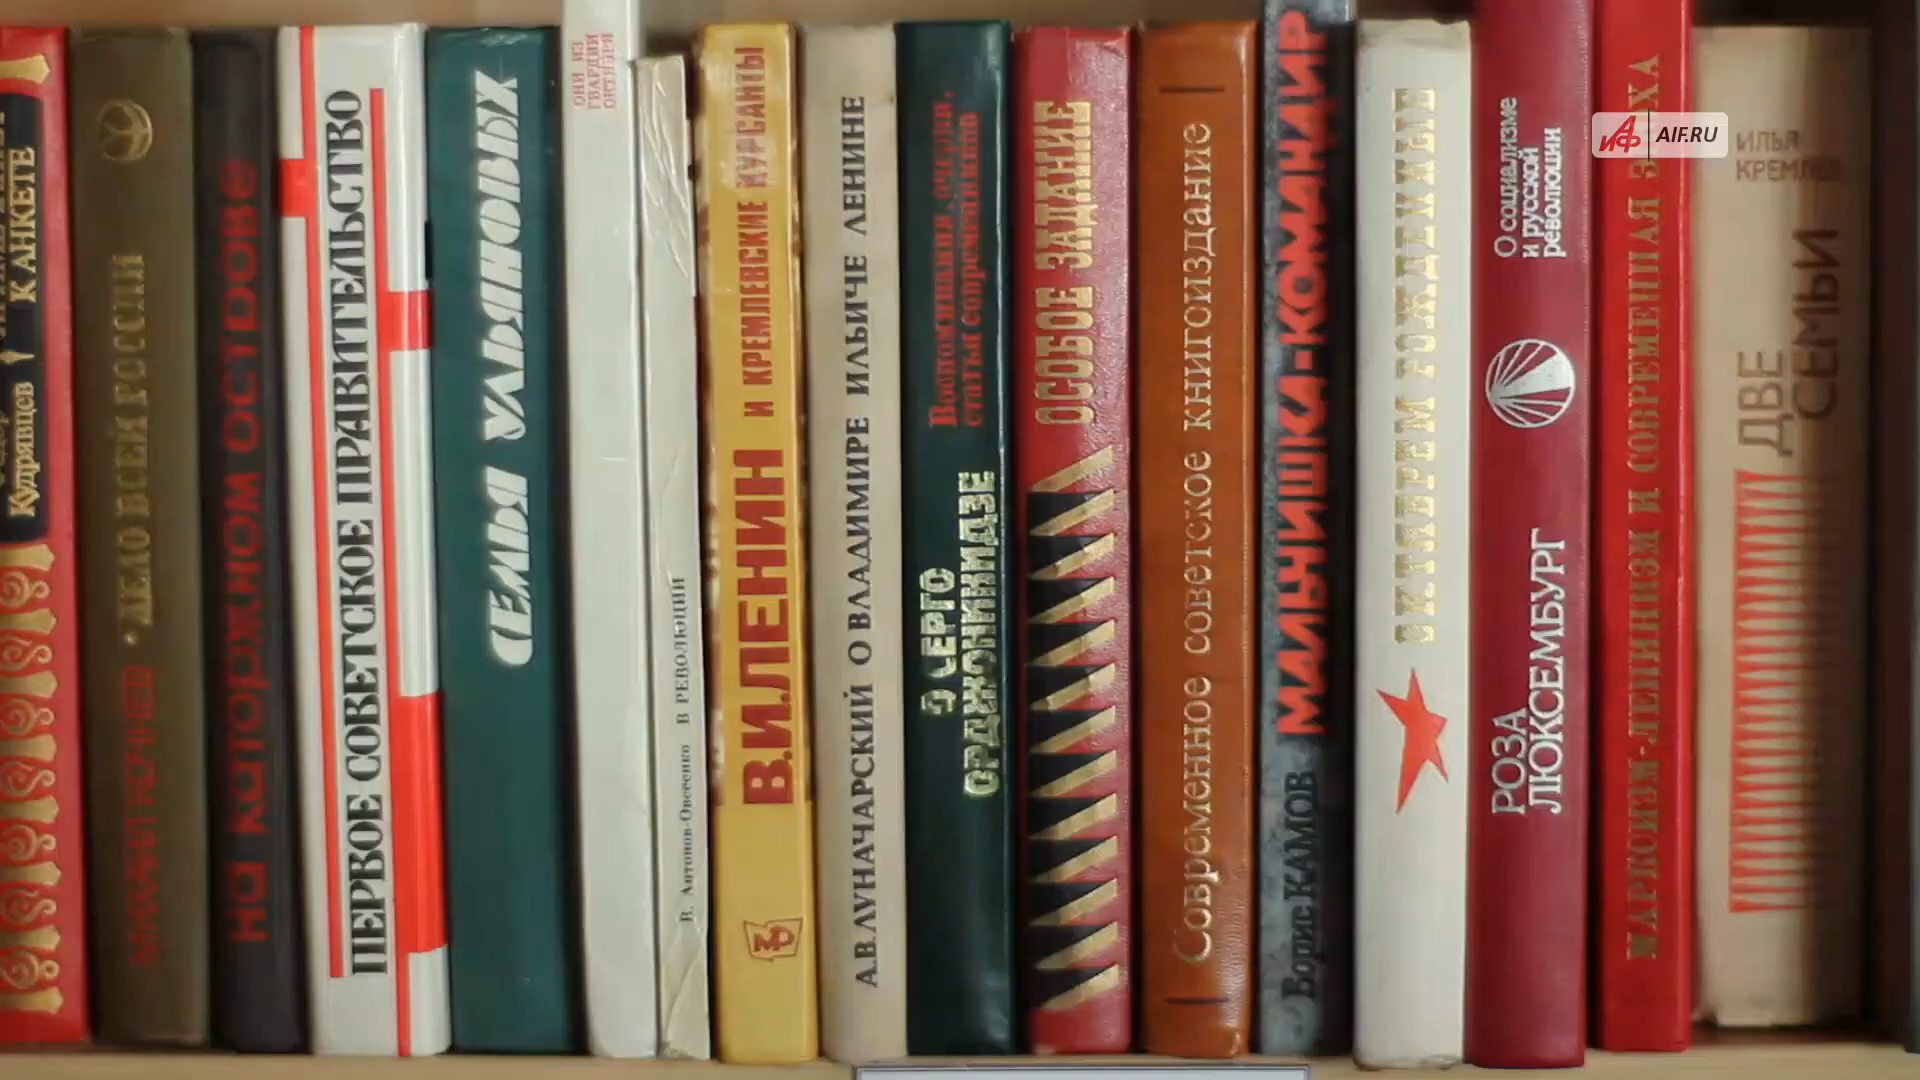 К АНКЕТЕ
Кудрявцев
МИХАИЛ КОЧНЕВ
"ДЕЛО ВСЕЙ РОССИИ
на каторжном острове
ПЕРВОЕ СОВЕТСКОЕ ПРАВИТЕЛЬСТВО
СЕМЬЯ УЛЬЯНОВЫХ
ОНИ ИЗ
ГВАРДИИ
ОКТЯБРЯ
В. Антонов-Овсеенко В РЕВОЛЮЦИИ
В.И.ЛЕНИН И КРЕМЛЕВСКИЕ КУРСАНТЫ
А.В.ЛУНАЧАРСКИЙ О ВЛАДИМИРЕ ИЛЬИЧЕ ЛЕНИНЕ
О СЕРГО
ОРДЖОНИКИДЗЕ
Воспоминания, очерки,
статьи современников
ОСОБОЕ ЗАДАНИЕ
Современное советское книгоиздание
Борис КАМОВ МАЛЬЧИШКА-КОМАНДИР
ОКТЯБРЕМ РОЖДЕННЫЕ
РОЗА
ЛЮКСЕМБУРГ
О социализме
и русской
революции
МАРКСИЗМ-ЛЕНИНИЗМ И СОВРЕМЕННАЯ
ИЛЬЯ
КРЕМЛЕВ
ДВЕ
СЕМЬИ
АИФ AIF.RU